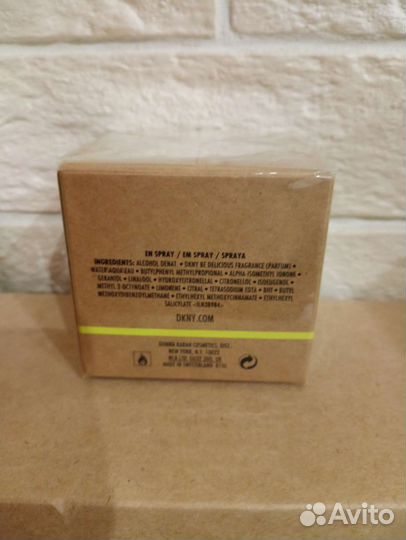 EN SPRAY / EM SPRAY / SPRAYA
INGREDIENTS: ALCOHOL DENAT. • DKNY BE DELICIOUS FRAGRANCE (PARFUM) •
WATER\AQUA\EAU • BUTYLPHENYL METHYLPROPIONAL • ALPHA-ISOMETHYL IONONE
• GERANIOL • LINALOOL • HYDROXYCITRONELLAL • CITRONELLOL • ISOEUGENOL •
METHYL 2-OCTYNOATE • LIMONENE • CITRAL • TETRASODIUM EDTA • BHT • BUTYL
METHOXYDIBENZOYLMETHANE • ETHYLHEXYL METHOXYCINNAMATE • ETHYLHEXYL
SALICYLATE
DKNY.COM
DONNA KARAN COSMETICS, DIST.
NEW YORK, N.Y. 10022
MADE IN SWITZERLAND
Avito